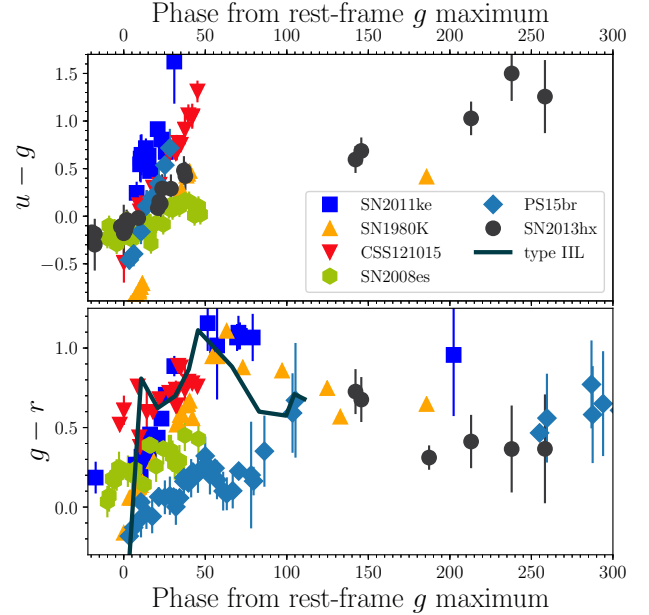 Phase from rest-frame g maximum
0 50 100 150 200 250 300
1.5
1.0
0.5
0.0
−0.5
u − g
SN2011ke
SN1980K
CSS121015
SN2008es
PS15br
SN2013hx
type IIL
1.0
0.5
0.0
g − r
0 50 100 150 200 250 300
Phase from rest-frame g maximum